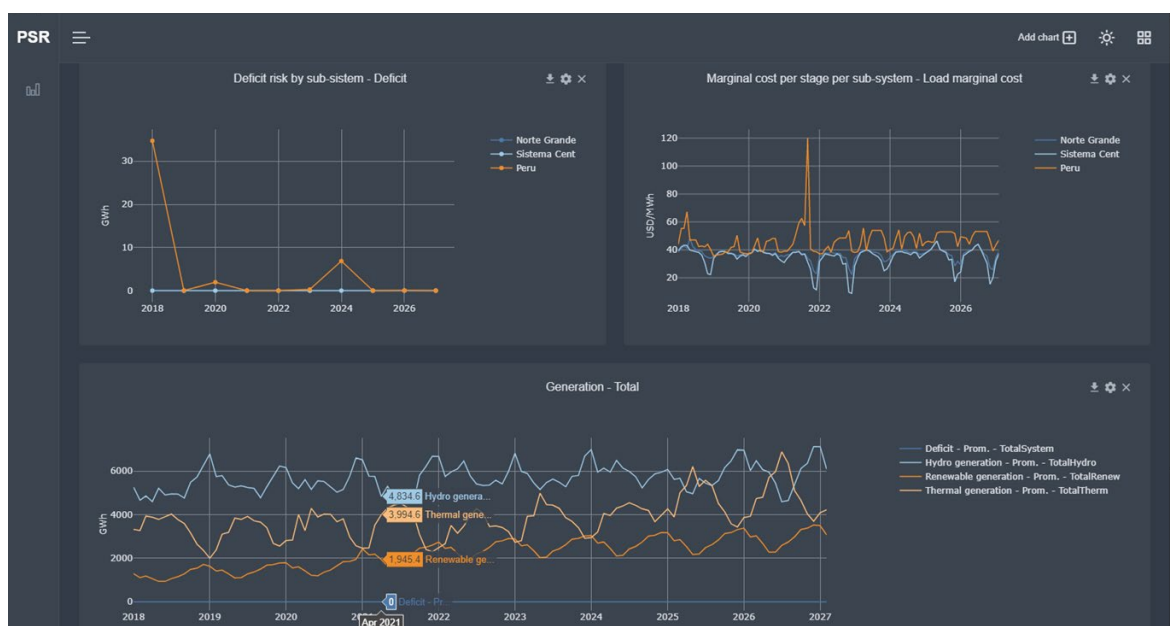 PSR
Add chart
Deficit risk by sub-sistem - Deficit
30
20
10
0
GWh
2018
2020
2022
2024
2026
Norte Grande
Sistema Cent
Peru
Marginal cost per stage per sub-system - Load marginal cost
120
100
80
60
40
20
USD/MWh
2018
2020
2022
2024
2026
Norte Grande
Sistema Cent
Peru
Generation - Total
6000
4000
2000
0
GWh
4,834.6 Hydro genera...
3,994.6 Thermal gene...
1,945.4 Renewable ge...
0 Deficit - Pr...
2018
2019
2020
Apr 2021
2022
2023
2024
2025
2026
2027
Deficit - Prom. - TotalSystem
Hydro generation - Prom. - TotalHydro
Renewable generation - Prom. - TotalRenew
Thermal generation - Prom. - TotalTherm